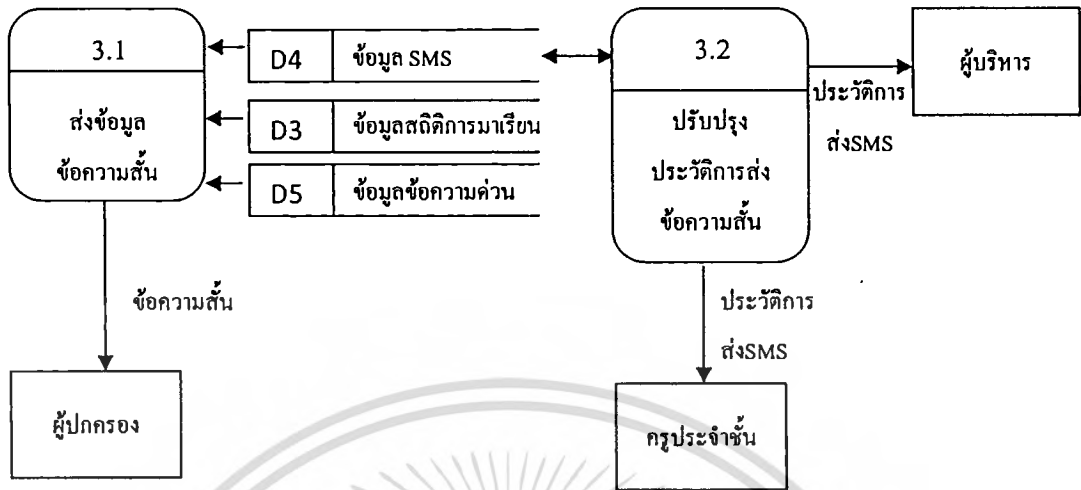 3.1
ส่งข้อมูล
ข้อความสั้น
D4 ข้อมูล SMS
D3 ข้อมูลสถิติการมาเรียน
D5 ข้อมูลข้อความด่วน
3.2
ปรับปรุง
ประวัติการส่ง
ข้อความสั้น
ประวัติการ
ส่งSMS
ผู้บริหาร
ข้อความสั้น
ประวัติการ
ส่งSMS
ผู้ปกครอง
ครูประจำชั้น